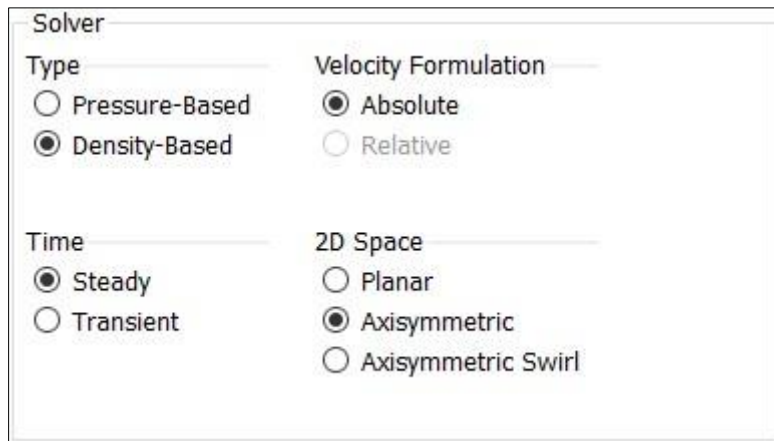 Solver
Type
Pressure-Based
Density-Based
Velocity Formulation
Absolute
Relative
Time
Steady
Transient
2D Space
Planar
Axisymmetric
Axisymmetric Swirl